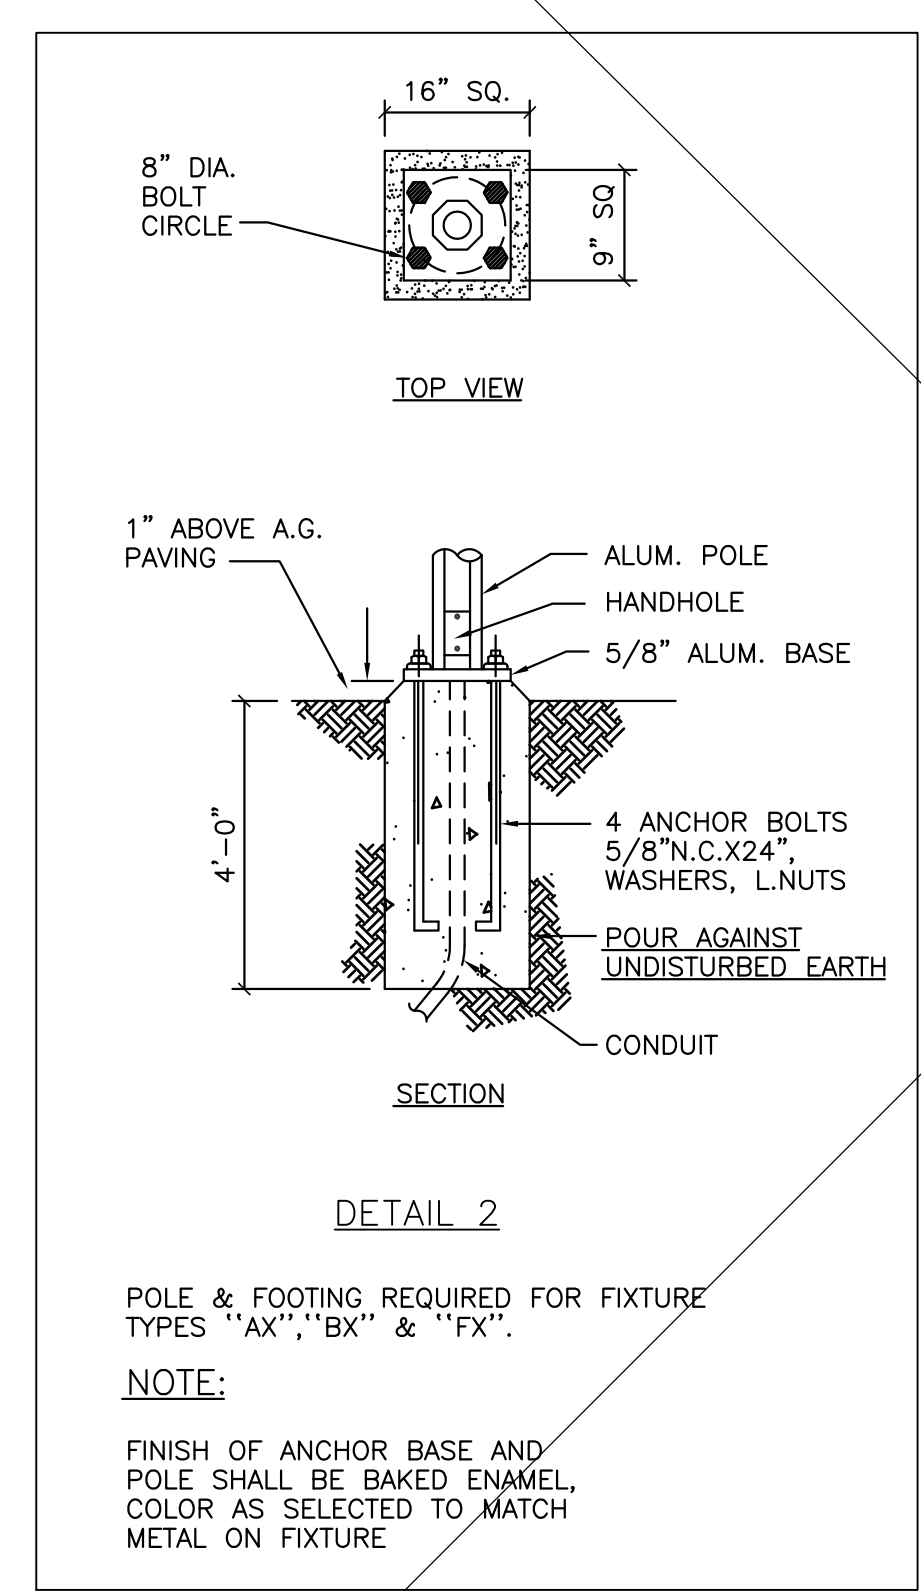 16" SQ.
8" DIA.
BOLT
CIRCLE
9" SQ
TOP VIEW
1" ABOVE A.G.
PAVING
ALUM. POLE
HANDHOLE
5/8" ALUM. BASE
4'-0"
4 ANCHOR BOLTS
5/8"N.C.X24",
WASHERS, L.NUTS
POUR AGAINST
UNDISTURBED EARTH
CONDUIT
SECTION
DETAIL 2
POLE & FOOTING REQUIRED FOR FIXTURE
TYPES "AX","BX" & "FX".
NOTE:
FINISH OF ANCHOR BASE AND
POLE SHALL BE BAKED ENAMEL,
COLOR AS SELECTED TO MATCH
METAL ON FIXTURE